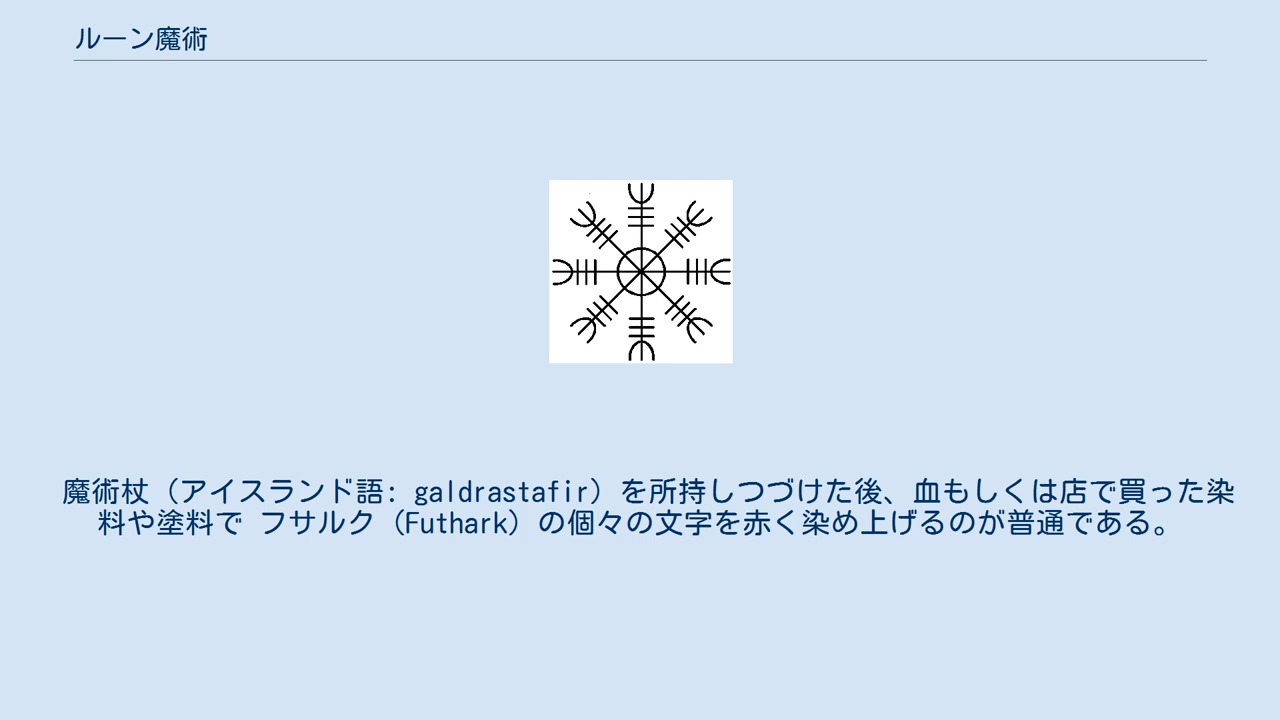 ルーン魔術
魔術杖（アイスランド語: galdrastafir）を所持しつづけた後、血もしくは店で買った染
料や塗料で フサルク（Futhark）の個々の文字を赤く染め上げるのが普通である。